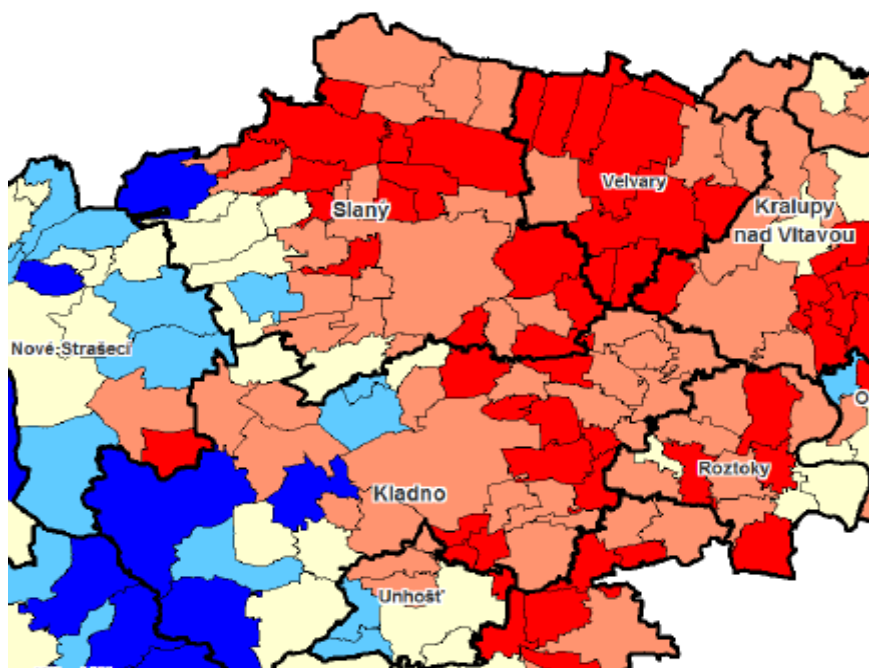 Velvary
Slaný
Kralupy
nad Vltavou
Nové Strašecí
O
Roztoky
Kladno
Unhošť